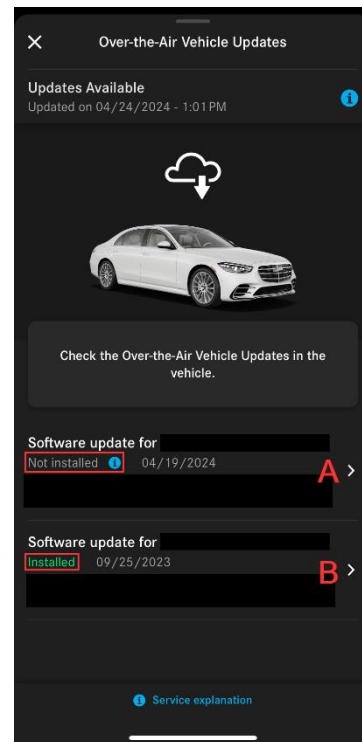 Over-the-Air Vehicle Updates
Updates Available
Updated on 04/24/2024 - 1:01 PM
Check the Over-the-Air Vehicle Updates in the
vehicle.
Software update for
Not installed 04/19/2024
A
Software update for
Installed 09/25/2023
B
Service explanation